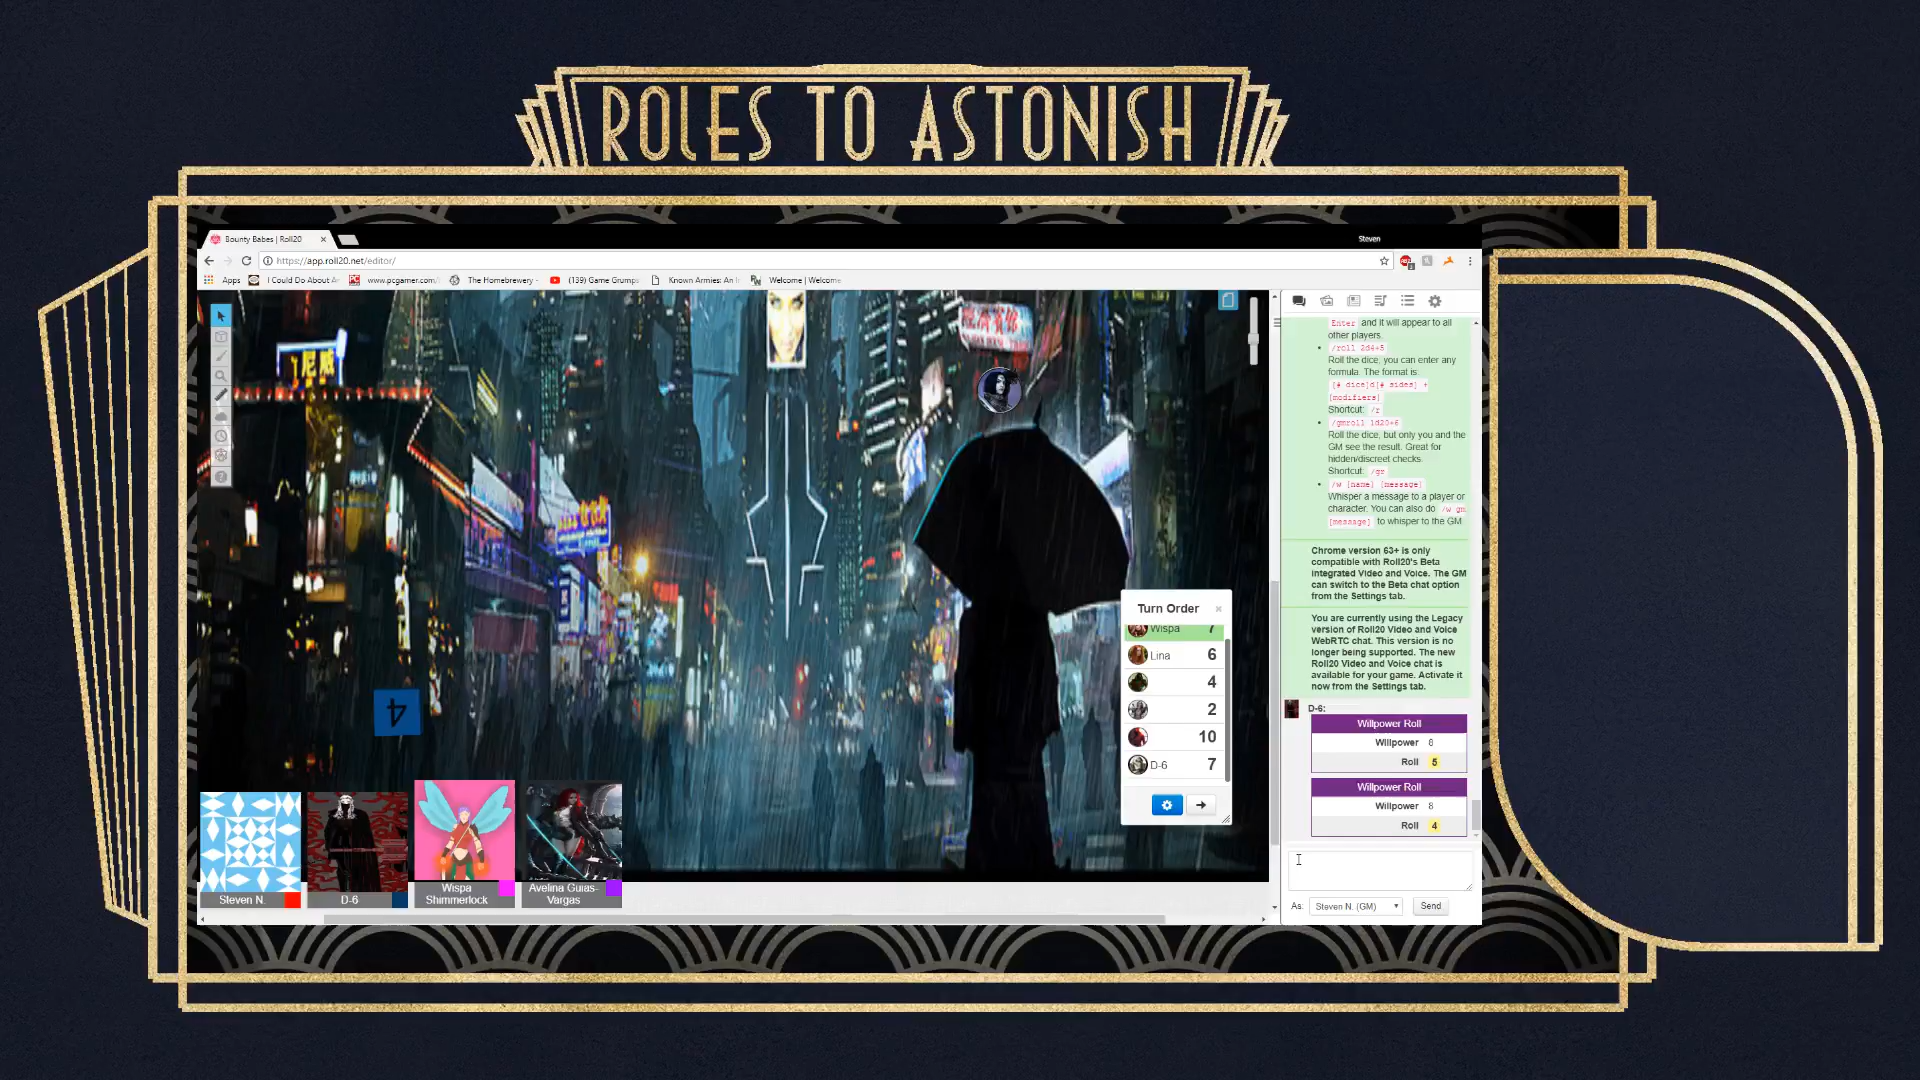 ROLES TO ASTONISH
Bounty Babes | Roll20
Steven
https://app.roll20.net/editor/
Apps
I Could Do About A
www.pcgamer.com/
The Homebrewery -
(139) Game Grumps
Known Armies: An I
Welcome | Welcome
Enter and it will appear to all
other players.
/roll 2d4+5
Roll the dice, you can enter any
formula. The format is:
[# dice]d[# sides] +
[modifiers]
Shortcut: /r
/gmroll 1d20+6
Roll the dice, but only you and the
GM see the result. Great for
hidden/discreet checks.
Shortcut: /gr
/w [name] [message]
Whisper a message to a player or
character. You can also do /w gm
[message] to whisper to the GM
Chrome version 63+ is only
compatible with Roll20's Beta
integrated Video and Voice. The GM
can switch to the Beta chat option
from the Settings tab.
You are currently using the Legacy
version of Roll20 Video and Voice
WebRTC chat. This version is no
longer being supported. The new
Roll20 Video and Voice chat is
available for your game. Activate it
now from the Settings tab.
D-6:
Willpower Roll
Willpower 8
Roll 5
Willpower Roll
Willpower 8
Roll 4
As: Steven N. (GM) Send
Turn Order
Wispa 7
Lina 6
4
2
10
D-6 7
4
Steven N.
D-6
Wispa
Shimmerlock
Avelina Guias-
Vargas